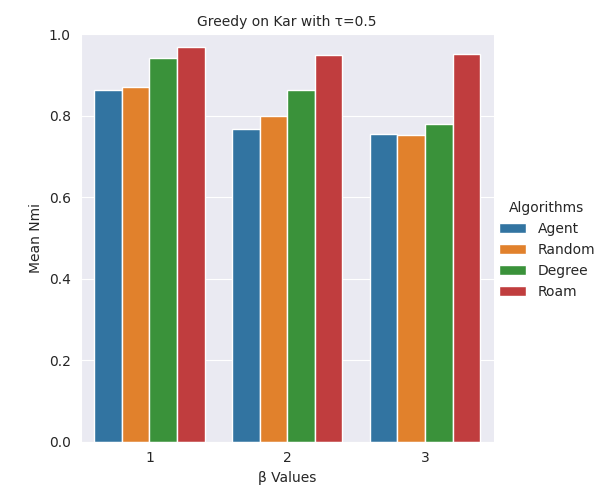 Greedy on Kar with τ=0.5
1.0
0.8
0.6
0.4
0.2
0.0
Mean Nmi
1 2 3
β Values
Algorithms
Agent
Random
Degree
Roam